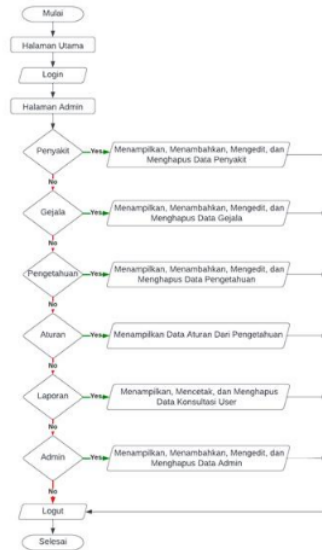 Mulai
Halaman Utama
Login
Halaman Admin
Penyakit
Yes
Menampilkan, Menambahkan, Mengedit, dan
Menghapus Data Penyakit
No
Gejala
Yes
Menampilkan, Menambahkan, Mengedit, dan
Menghapus Data Gejala
No
Pengetahuan
Yes
Menampilkan, Menambah, Mengedit, dan
Menghapus Data Pengetahuan
No
Aturan
Yes
Menampilkan Data Aturan Dari Pengetahuan
No
Laporan
Yes
Menampilkan, Mencetak, dan Menghapus
Data Konsultasi User
No
Admin
Yes
Menampilkan, Menambahkan, Mengedit, dan
Menghapus Data Admin
No
Logut
Selesai